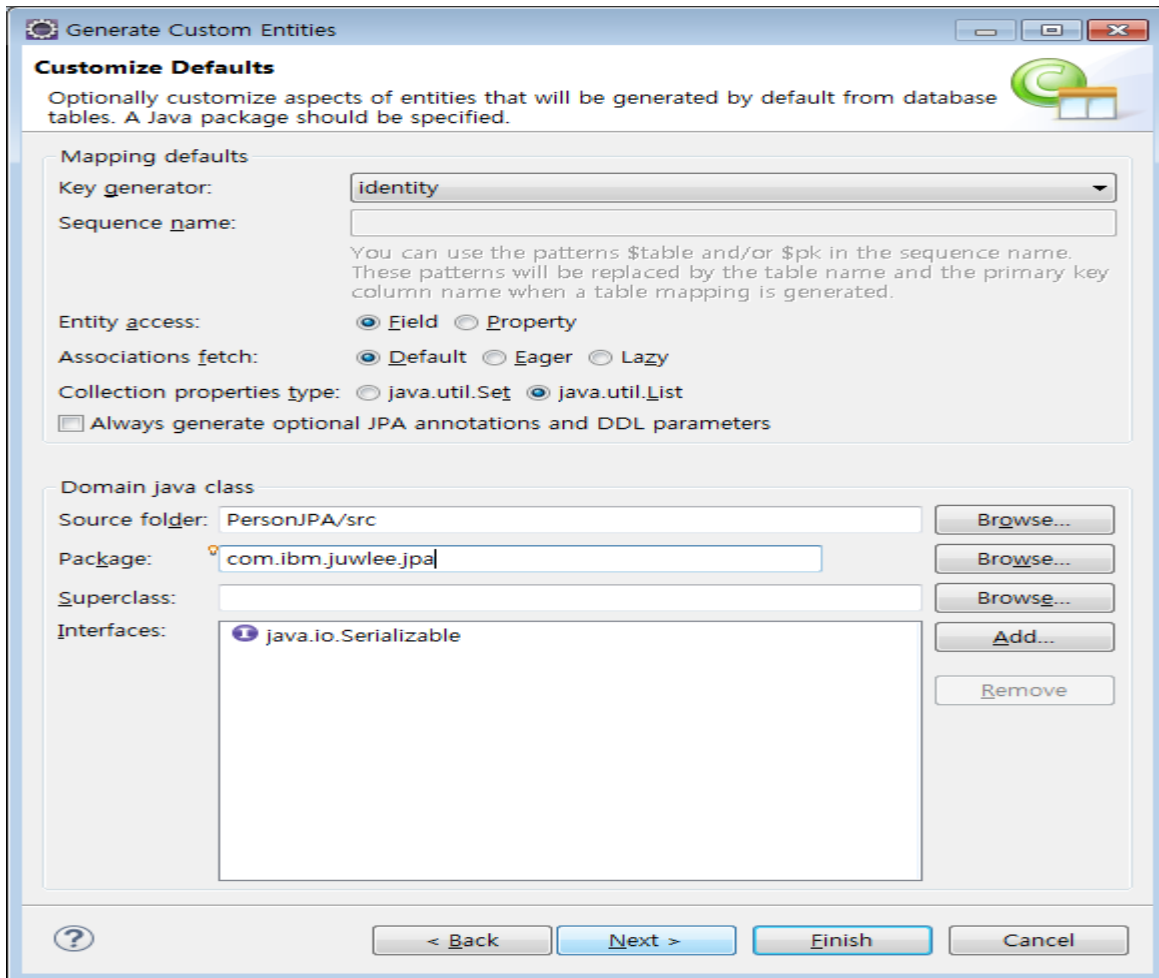 Generate Custom Entities
Customize Defaults
Optionally customize aspects of entities that will be generated by default from database
tables. A Java package should be specified.
Mapping defaults
Key generator: identity
Sequence name:
You can use the patterns $table and/or $pk in the sequence name.
These patterns will be replaced by the table name and the primary key
column name when a table mapping is generated.
Entity access: Field Property
Associations fetch: Default Eager Lazy
Collection properties type: java.util.Set java.util.List
Always generate optional JPA annotations and DDL parameters
Domain java class
Source folder: PersonJPA/src Browse...
Package: com.ibm.juwlee.jpa Browse...
Superclass: Browse...
Interfaces: I java.io.Serializable Add...
Remove
? < Back Next > Finish Cancel